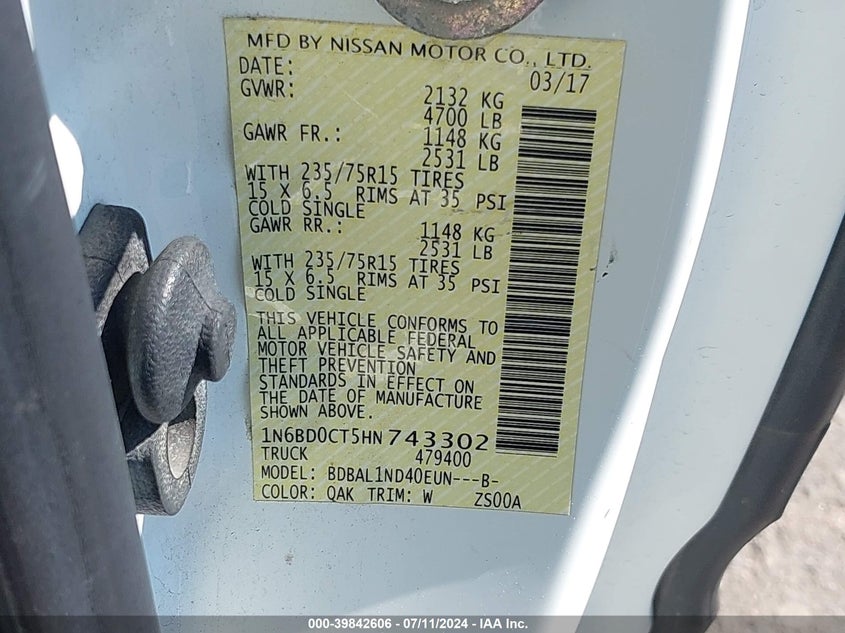 MFD BY NISSAN MOTOR CO., LTD.
DATE: 03/17
GVWR: 2132 KG
4700 LB
GAWR FR.: 1148 KG
2531 LB
WITH 235/75R15 TIRES
15 X 6.5 RIMS AT 35 PSI
COLD SINGLE
GAWR RR.: 1148 KG
2531 LB
WITH 235/75R15 TIRES
15 X 6.5 RIMS AT 35 PSI
COLD SINGLE
THIS VEHICLE CONFORMS TO
ALL APPLICABLE FEDERAL
MOTOR VEHICLE SAFETY AND
THEFT PREVENTION
STANDARDS IN EFFECT ON
THE DATE OF MANUFACTURE
SHOWN ABOVE.
1N6BD0CT5HN743302
TRUCK 479400
MODEL: BDBAL1ND40EUN---B-
COLOR: QAK TRIM: W ZS00A
000-39842606 - 07/11/2024 - IAA Inc.